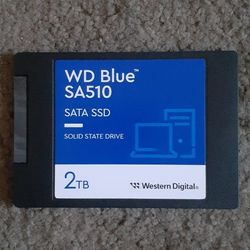 WD Blue™
SA510
SATA SSD
SOLID STATE DRIVE
2TB
Western Digital®